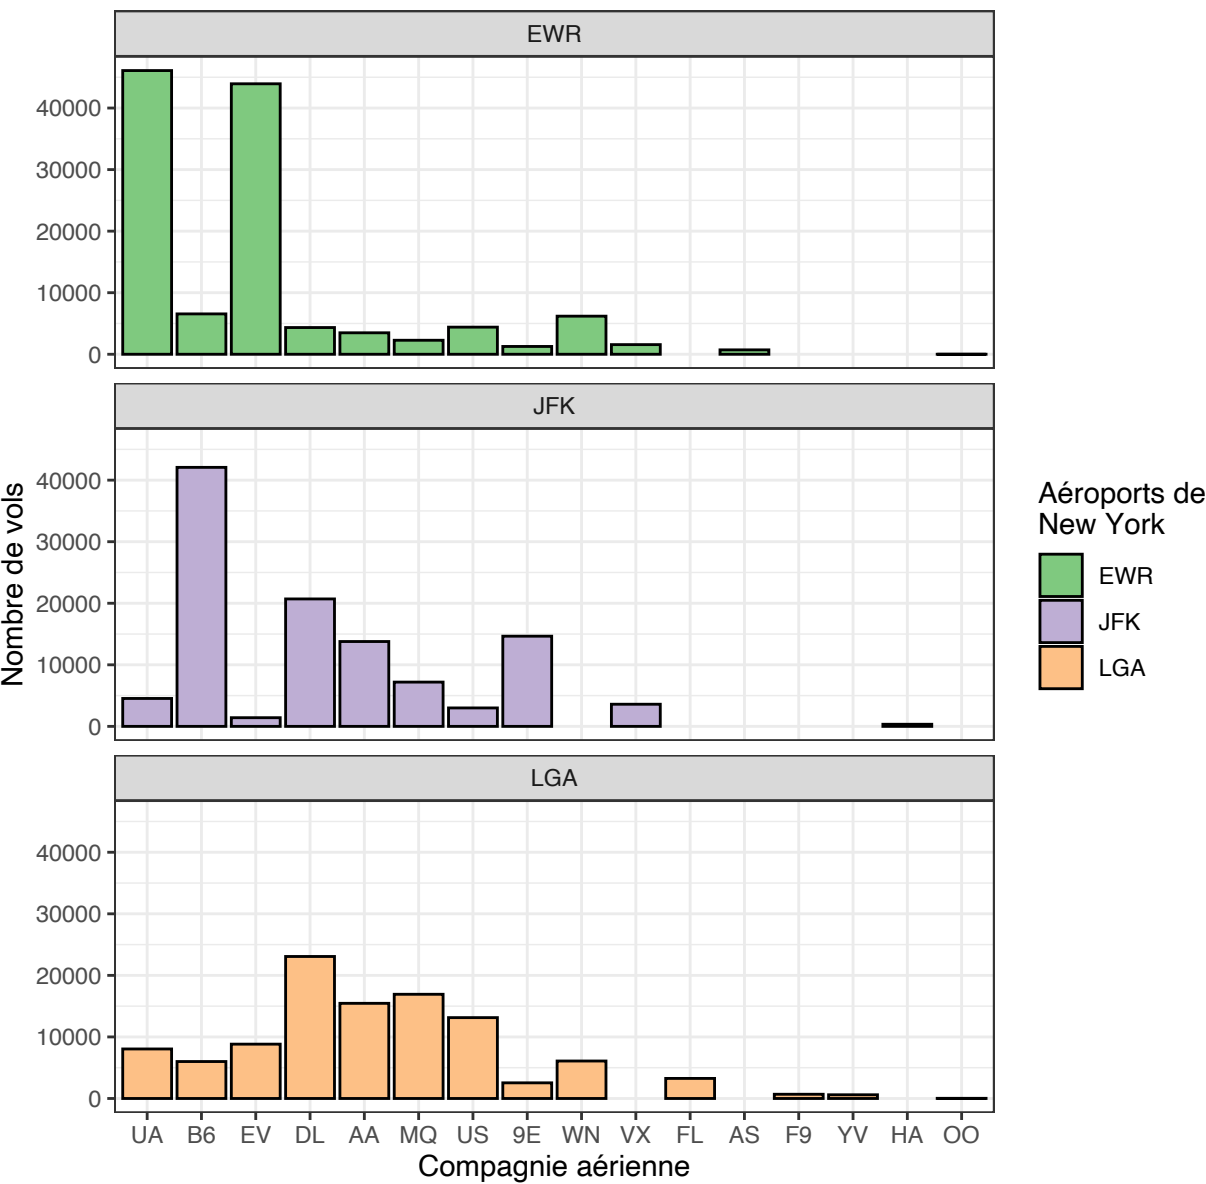 EWR
40000
30000
20000
10000
0
JFK
40000
30000
20000
10000
0
LGA
40000
30000
20000
10000
0
UA B6 EV DL AA MQ US 9E WN VX FL AS F9 YV HA OO
Compagnie aérienne
Nombre de vols
Aéroports de
New York
EWR
JFK
LGA